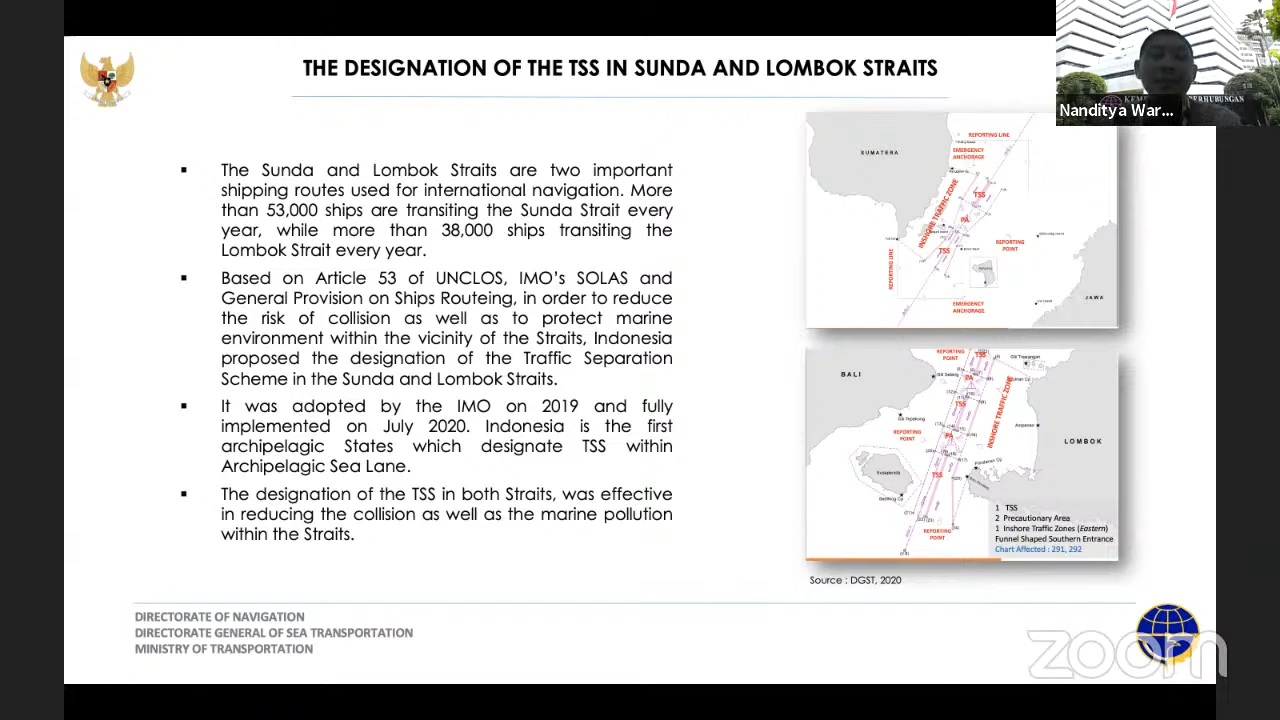 THE DESIGNATION OF THE TSS IN SUNDA AND LOMBOK STRAITS
Nanditya War...
▪ The Sunda and Lombok Straits are two important
shipping routes used for international navigation. More
than 53,000 ships are transiting the Sunda Strait every
year, while more than 38,000 ships transiting the
Lombok Strait every year.
▪ Based on Article 53 of UNCLOS, IMO's SOLAS and
General Provision on Ships Routeing, in order to reduce
the risk of collision as well as to protect marine
environment within the vicinity of the Straits, Indonesia
proposed the designation of the Traffic Separation
Scheme in the Sunda and Lombok Straits.
▪ It was adopted by the IMO on 2019 and fully
implemented on July 2020. Indonesia is the first
archipelagic States which designate TSS within
Archipelagic Sea Lane.
▪ The designation of the TSS in both Straits, was effective
in reducing the collision as well as the marine pollution
within the Straits.
REPORTING LINE
SUMATERA
EMERGENCY
ANCHORAGE
TSS
INSHORE TRAFFIC ZONE
PA
TSS
REPORTING
POINT
REPORTING LINE
JAWA
EMERGENCY
ANCHORAGE
REPORTING
POINT
TSS
BALI
PA
TSS
INSHORE TRAFFIC ZONE
REPORTING
POINT
PA
LOMBOK
TSS
REPORTING
POINT
1 TSS
2 Precautionary Area
1 Inshore Traffic Zones (Eastern)
Funnel Shaped Southern Entrance
Chart Affected : 291, 292
Source : DGST, 2020
DIRECTORATE OF NAVIGATION
DIRECTORATE GENERAL OF SEA TRANSPORTATION
MINISTRY OF TRANSPORTATION
zoom